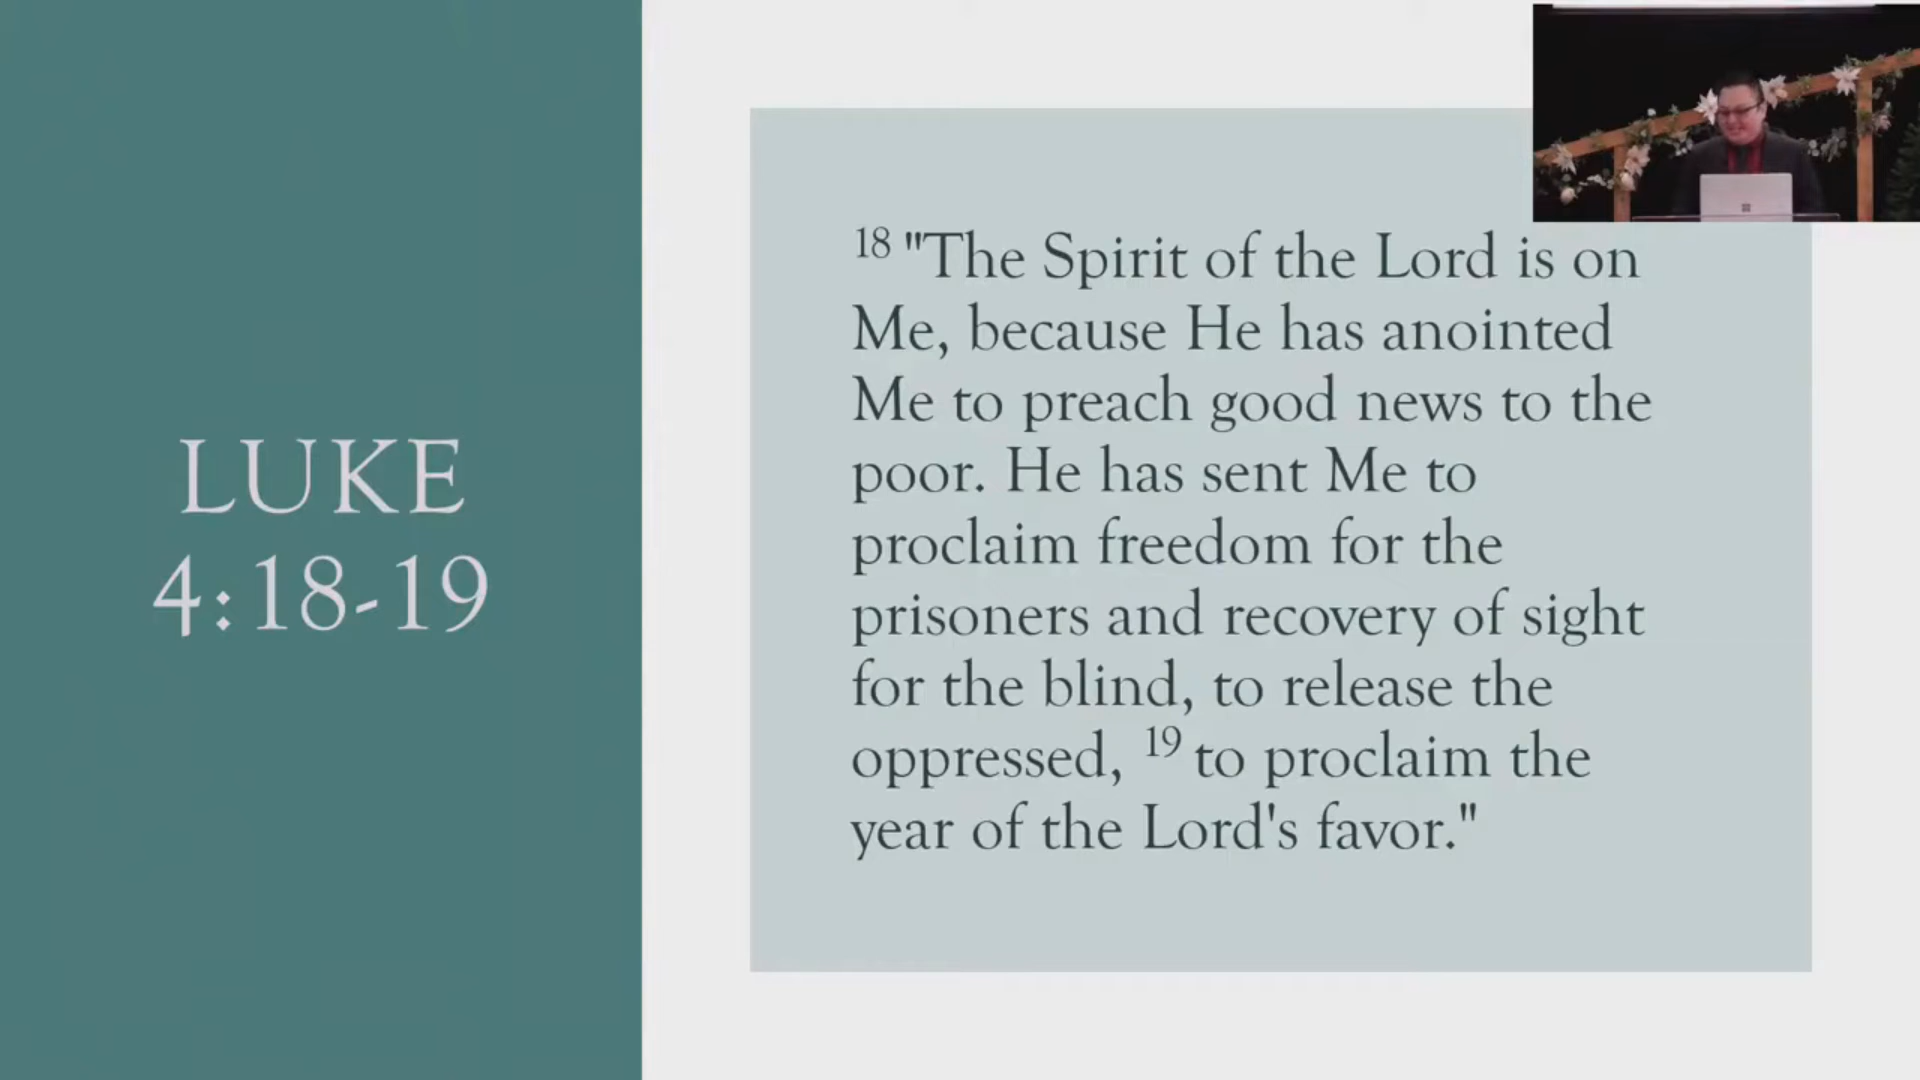 LUKE
4:18-19
18 "The Spirit of the Lord is on
Me, because He has anointed
Me to preach good news to the
poor. He has sent Me to
proclaim freedom for the
prisoners and recovery of sight
for the blind, to release the
oppressed, 19 to proclaim the
year of the Lord's favor."